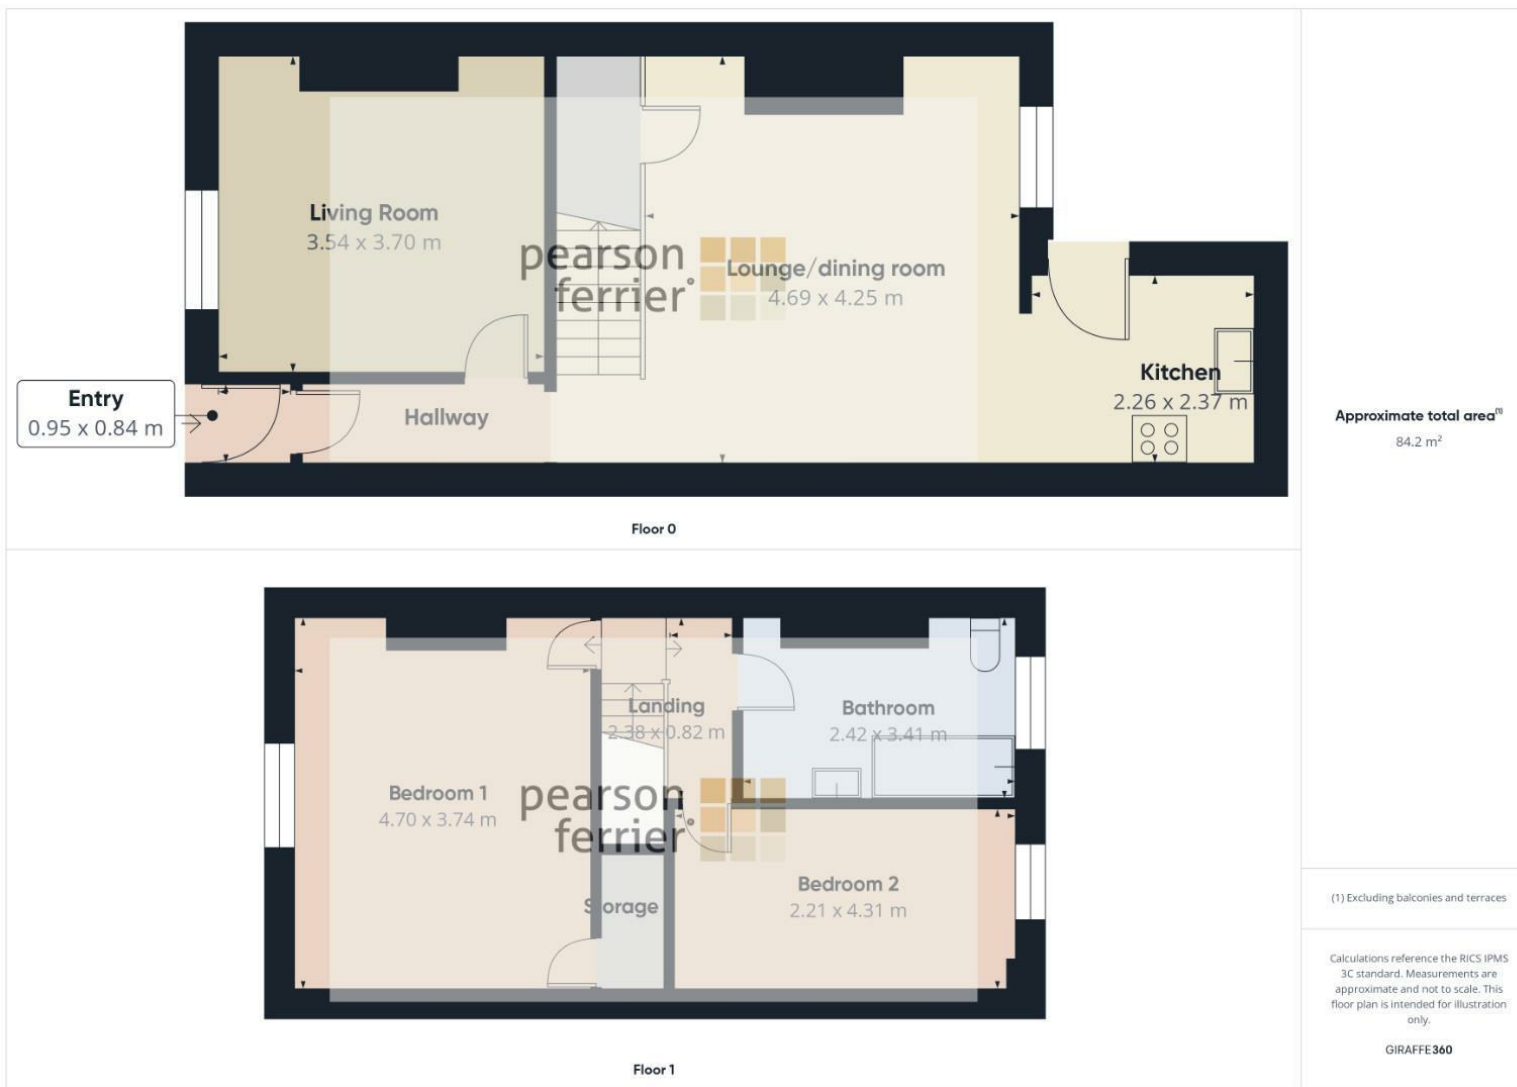 Living Room
3.54 x 3.70 m
pearson
ferrier
Lounge/dining room
4.69 x 4.25 m
Kitchen
2.26 x 2.37 m
Entry
0.95 x 0.84 m
Hallway
Floor 0
Approximate total area(1)
84.2 m²
Landing
2.38 x 0.82 m
Bathroom
2.42 x 3.41 m
Bedroom 1
4.70 x 3.74 m
pearson
ferrier
Storage
Bedroom 2
2.21 x 4.31 m
Floor 1
(1) Excluding balconies and terraces
Calculations reference the RICS IPMS
3C standard. Measurements are
approximate and not to scale. This
floor plan is intended for illustration
only.
GIRAFFE360